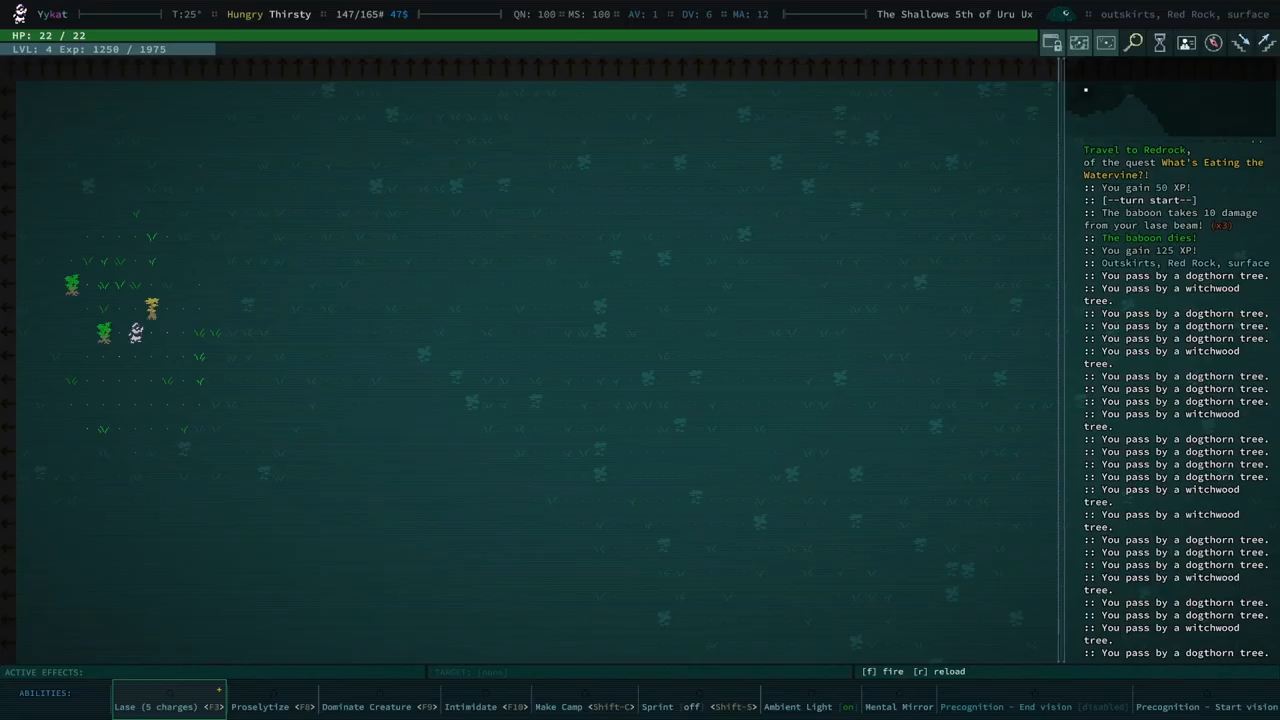 Yykat T:25° Hungry Thirsty 147/165# 47$ QN: 100 MS: 100 AV: 1 DV: 6 MA: 12 The Shallows 5th of Uru Ux outskirts, Red Rock, surface
HP: 22 / 22
LVL: 4 Exp: 1250 / 1975
Travel to Redrock,
of the quest What's Eating the
Watervine?!
:: You gain 50 XP!
:: [--turn start--]
:: The baboon takes 10 damage
from your lase beam! (x3)
:: The baboon dies!
:: You gain 125 XP!
:: Outskirts, Red Rock, surface
:: You pass by a dogthorn tree.
:: You pass by a witchwood
tree.
:: You pass by a dogthorn tree.
:: You pass by a dogthorn tree.
:: You pass by a dogthorn tree.
:: You pass by a witchwood
tree.
:: You pass by a dogthorn tree.
:: You pass by a dogthorn tree.
:: You pass by a dogthorn tree.
:: You pass by a witchwood
tree.
:: You pass by a dogthorn tree.
:: You pass by a dogthorn tree.
:: You pass by a dogthorn tree.
:: You pass by a dogthorn tree.
:: You pass by a witchwood
tree.
:: You pass by a witchwood
tree.
:: You pass by a dogthorn tree.
:: You pass by a dogthorn tree.
:: You pass by a dogthorn tree.
:: You pass by a witchwood
tree.
:: You pass by a dogthorn tree.
:: You pass by a dogthorn tree.
:: You pass by a witchwood
tree.
:: You pass by a dogthorn tree.
ACTIVE EFFECTS: TARGET: [none] [f] fire [r] reload
ABILITIES: Lase (5 charges) <F3> Proselytize <F8> Dominate Creature <F9> Intimidate <F10> Make Camp <Shift-C> Sprint [off] <Shift-S> Ambient Light [on] Mental Mirror Precognition - End vision [disabled] Precognition - Start vision